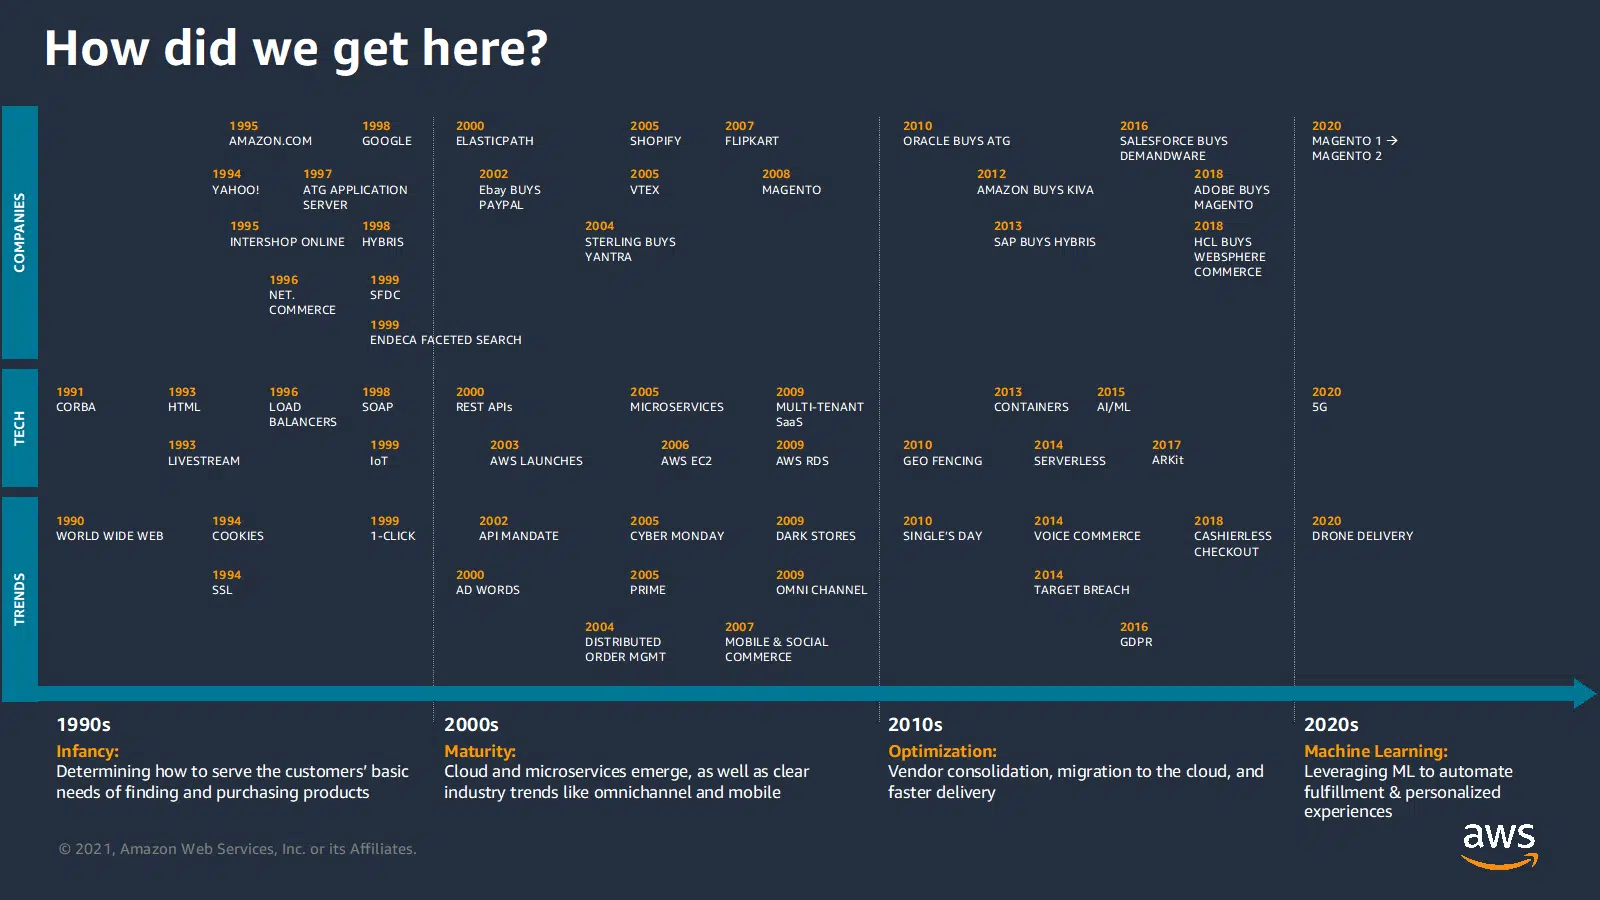 How did we get here?
COMPANIES
1995
AMAZON.COM
1998
GOOGLE
2000
ELASTICPATH
2005
SHOPIFY
2007
FLIPKART
2010
ORACLE BUYS ATG
2016
SALESFORCE BUYS
DEMANDWARE
2020
MAGENTO 1 →
MAGENTO 2
1994
YAHOO!
1997
ATG APPLICATION
SERVER
2002
Ebay BUYS
PAYPAL
2005
VTEX
2008
MAGENTO
2012
AMAZON BUYS KIVA
2018
ADOBE BUYS
MAGENTO
1995
INTERSHOP ONLINE
1998
HYBRIS
2004
STERLING BUYS
YANTRA
2013
SAP BUYS HYBRIS
2018
HCL BUYS
WEBSPHERE
COMMERCE
1996
NET.
COMMERCE
1999
SFDC
1999
ENDECA FACETED SEARCH
TECH
1991
CORBA
1993
HTML
1996
LOAD
BALANCERS
1998
SOAP
2000
REST APIs
2005
MICROSERVICES
2009
MULTI-TENANT
SaaS
2013
CONTAINERS
2015
AI/ML
2020
5G
1993
LIVESTREAM
1999
IoT
2003
AWS LAUNCHES
2006
AWS EC2
2009
AWS RDS
2010
GEO FENCING
2014
SERVERLESS
2017
ARKit
TRENDS
1990
WORLD WIDE WEB
1994
COOKIES
1999
1-CLICK
2002
API MANDATE
2005
CYBER MONDAY
2009
DARK STORES
2010
SINGLE'S DAY
2014
VOICE COMMERCE
2018
CASHIERLESS
CHECKOUT
2020
DRONE DELIVERY
1994
SSL
2000
AD WORDS
2005
PRIME
2009
OMNI CHANNEL
2014
TARGET BREACH
2004
DISTRIBUTED
ORDER MGMT
2007
MOBILE & SOCIAL
COMMERCE
2016
GDPR
1990s
Infancy:
Determining how to serve the customers’ basic
needs of finding and purchasing products
2000s
Maturity:
Cloud and microservices emerge, as well as clear
industry trends like omnichannel and mobile
2010s
Optimization:
Vendor consolidation, migration to the cloud, and
faster delivery
2020s
Machine Learning:
Leveraging ML to automate
fulfillment & personalized
experiences
© 2021, Amazon Web Services, Inc. or its Affiliates.
aws